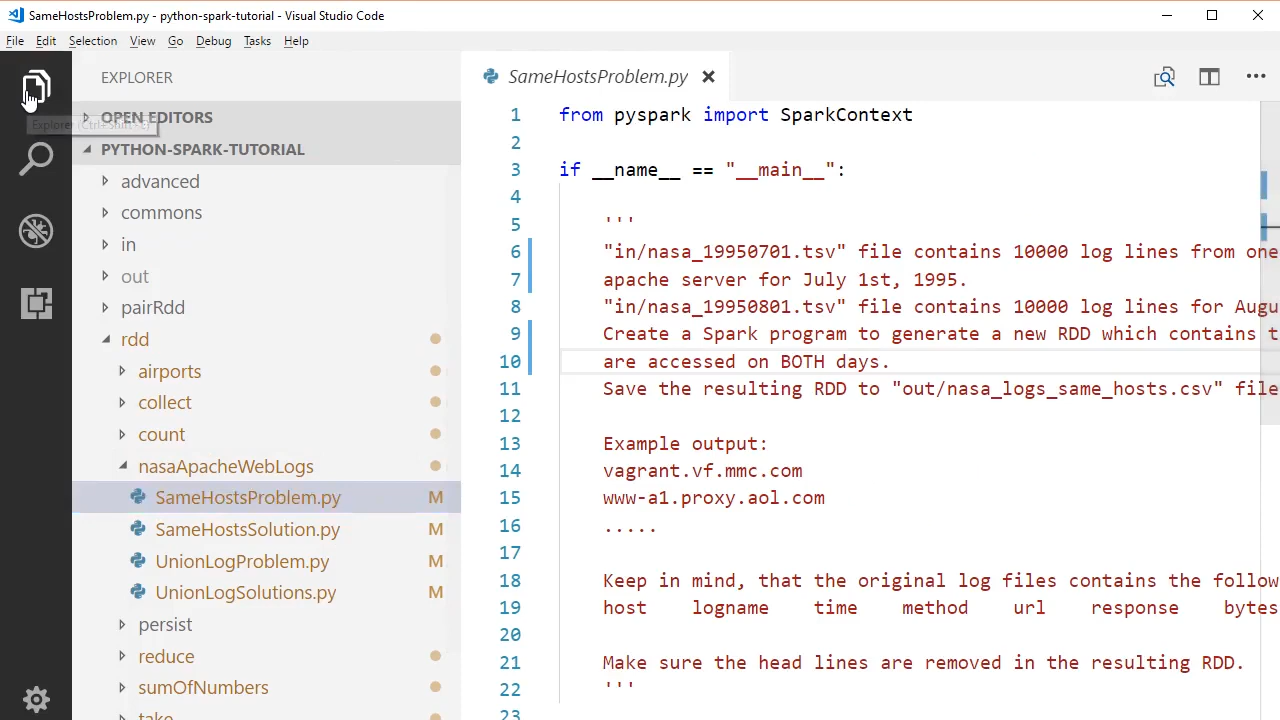 SameHostsProblem.py - python-spark-tutorial - Visual Studio Code
File Edit Selection View Go Debug Tasks Help
EXPLORER
SameHostsProblem.py
Explorer (Ctrl+Shift+E)
OPEN EDITORS
PYTHON-SPARK-TUTORIAL
advanced
commons
in
out
pairRdd
rdd
airports
collect
count
nasaApacheWebLogs
SameHostsProblem.py M
SameHostsSolution.py M
UnionLogProblem.py M
UnionLogSolutions.py M
persist
reduce
sumOfNumbers
take
1 from pyspark import SparkContext
2
3 if __name__ == "__main__":
4
5 '''
6 "in/nasa_19950701.tsv" file contains 10000 log lines from one
7 apache server for July 1st, 1995.
8 "in/nasa_19950801.tsv" file contains 10000 log lines for Augu
9 Create a Spark program to generate a new RDD which contains t
10 are accessed on BOTH days.
11 Save the resulting RDD to "out/nasa_logs_same_hosts.csv" file
12
13 Example output:
14 vagrant.vf.mmc.com
15 www-a1.proxy.aol.com
16 .....
17
18 Keep in mind, that the original log files contains the follow
19 host logname time method url response bytes
20
21 Make sure the head lines are removed in the resulting RDD.
22 '''
23